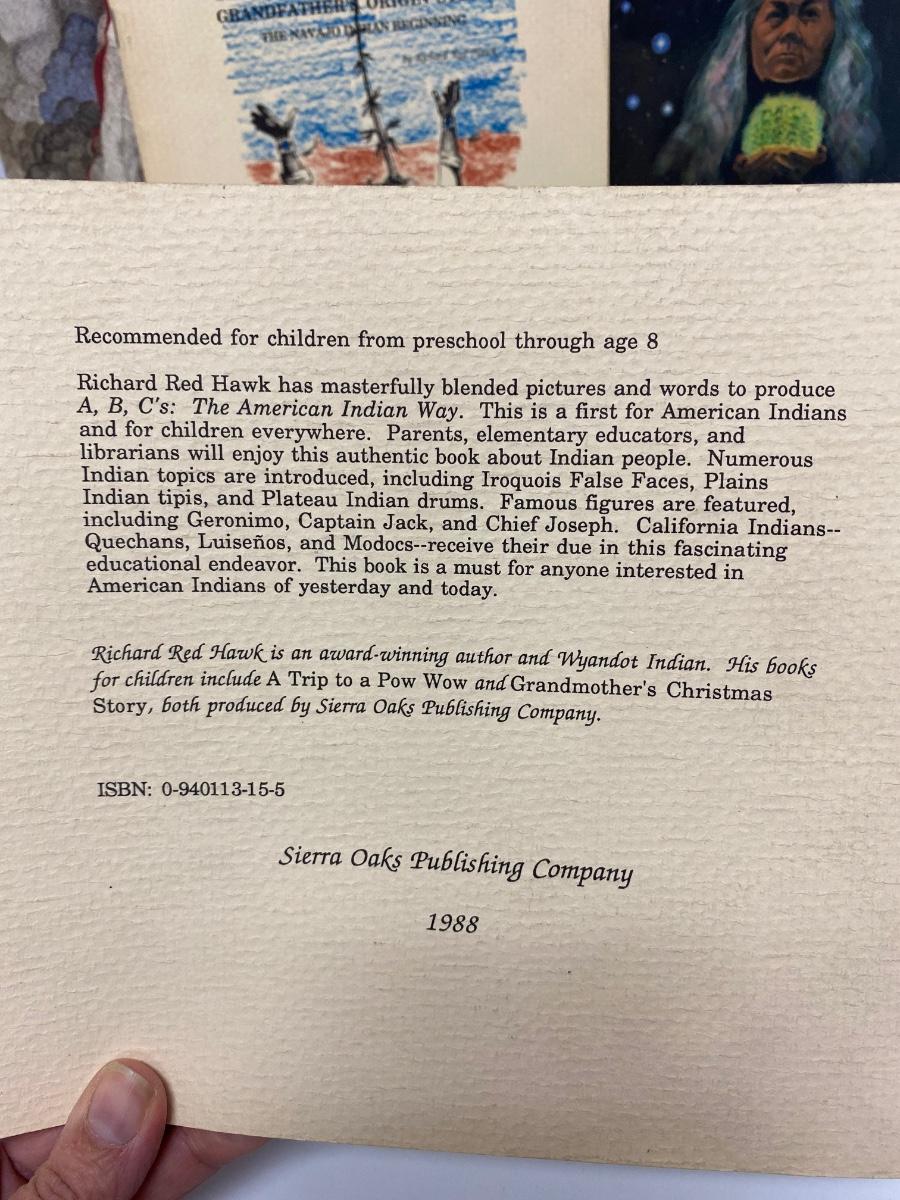 GRANDFATHER'S ORIGIN
THE NAVAJO INDIAN BEGINNING
Recommended for children from preschool through age 8
Richard Red Hawk has masterfully blended pictures and words to produce
A, B, C's: The American Indian Way. This is a first for American Indians
and for children everywhere. Parents, elementary educators, and
librarians will enjoy this authentic book about Indian people. Numerous
Indian topics are introduced, including Iroquois False Faces, Plains
Indian tipis, and Plateau Indian drums. Famous figures are featured,
including Geronimo, Captain Jack, and Chief Joseph. California Indians--
Quechans, Luiseños, and Modocs--receive their due in this fascinating
educational endeavor. This book is a must for anyone interested in
American Indians of yesterday and today.
Richard Red Hawk is an award-winning author and Wyandot Indian. His books
for children include A Trip to a Pow Wow and Grandmother's Christmas
Story, both produced by Sierra Oaks Publishing Company.
ISBN: 0-940113-15-5
Sierra Oaks Publishing Company
1988